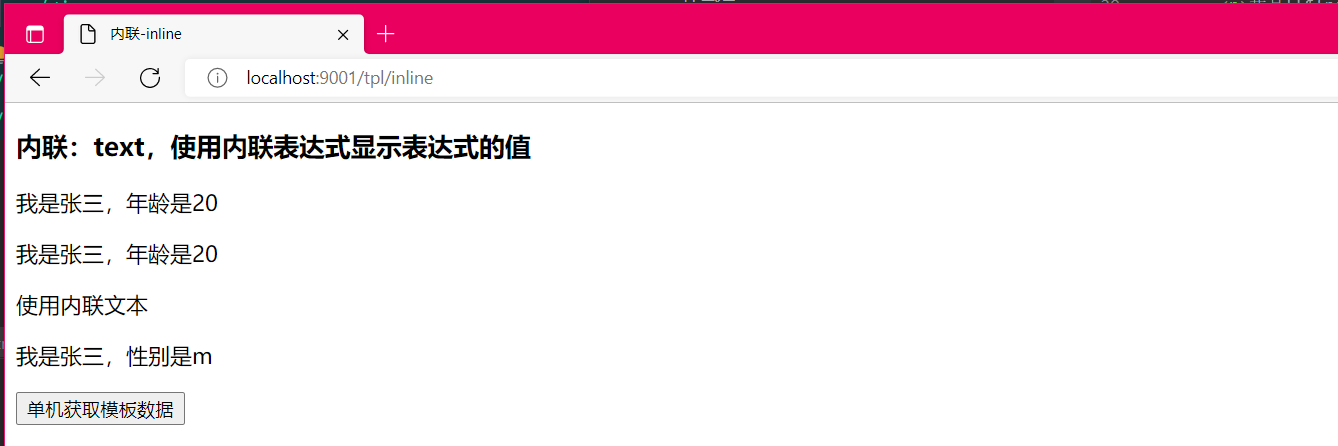 内联-inline
localhost:9001/tpl/inline
内联：text，使用内联表达式显示表达式的值
我是张三，年龄是20
我是张三，年龄是20
使用内联文本
我是张三，性别是m
单机获取模板数据